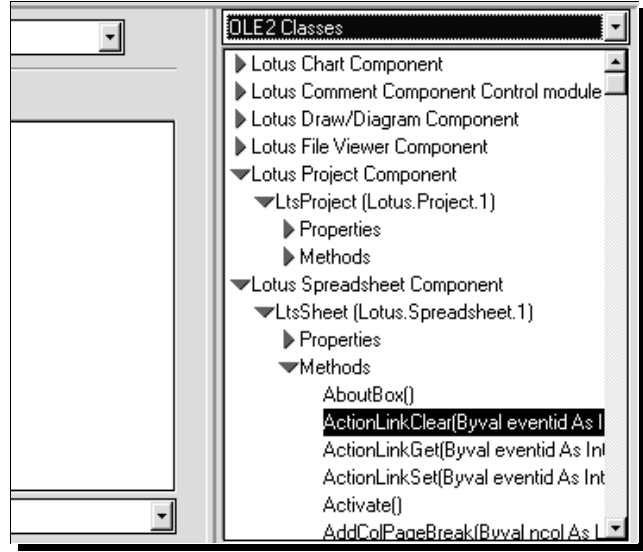 OLE2 Classes
Lotus Chart Component
Lotus Comment Component Control module
Lotus Draw/Diagram Component
Lotus File Viewer Component
Lotus Project Component
LtsProject (Lotus.Project.1)
Properties
Methods
Lotus Spreadsheet Component
LtsSheet (Lotus.Spreadsheet.1)
Properties
Methods
AboutBox()
ActionLinkClear(Byval eventid As I
ActionLinkGet(Byval eventid As Int
ActionLinkSet(Byval eventid As Int
Activate()
AddColPageBreak(Byval ncol As L